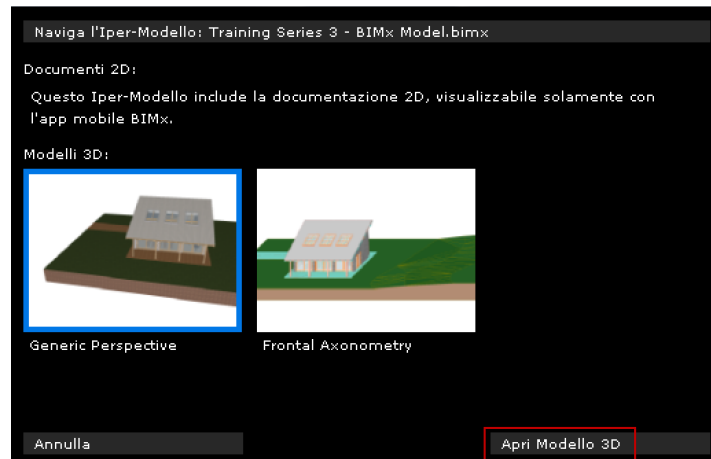 Naviga l'Iper-Modello: Training Series 3 - BIMx Model.bimx
Documenti 2D:
Questo Iper-Modello include la documentazione 2D, visualizzabile solamente con
l'app mobile BIMx.
Modelli 3D:
Generic Perspective
Frontal Axonometry
Annulla
Apri Modello 3D